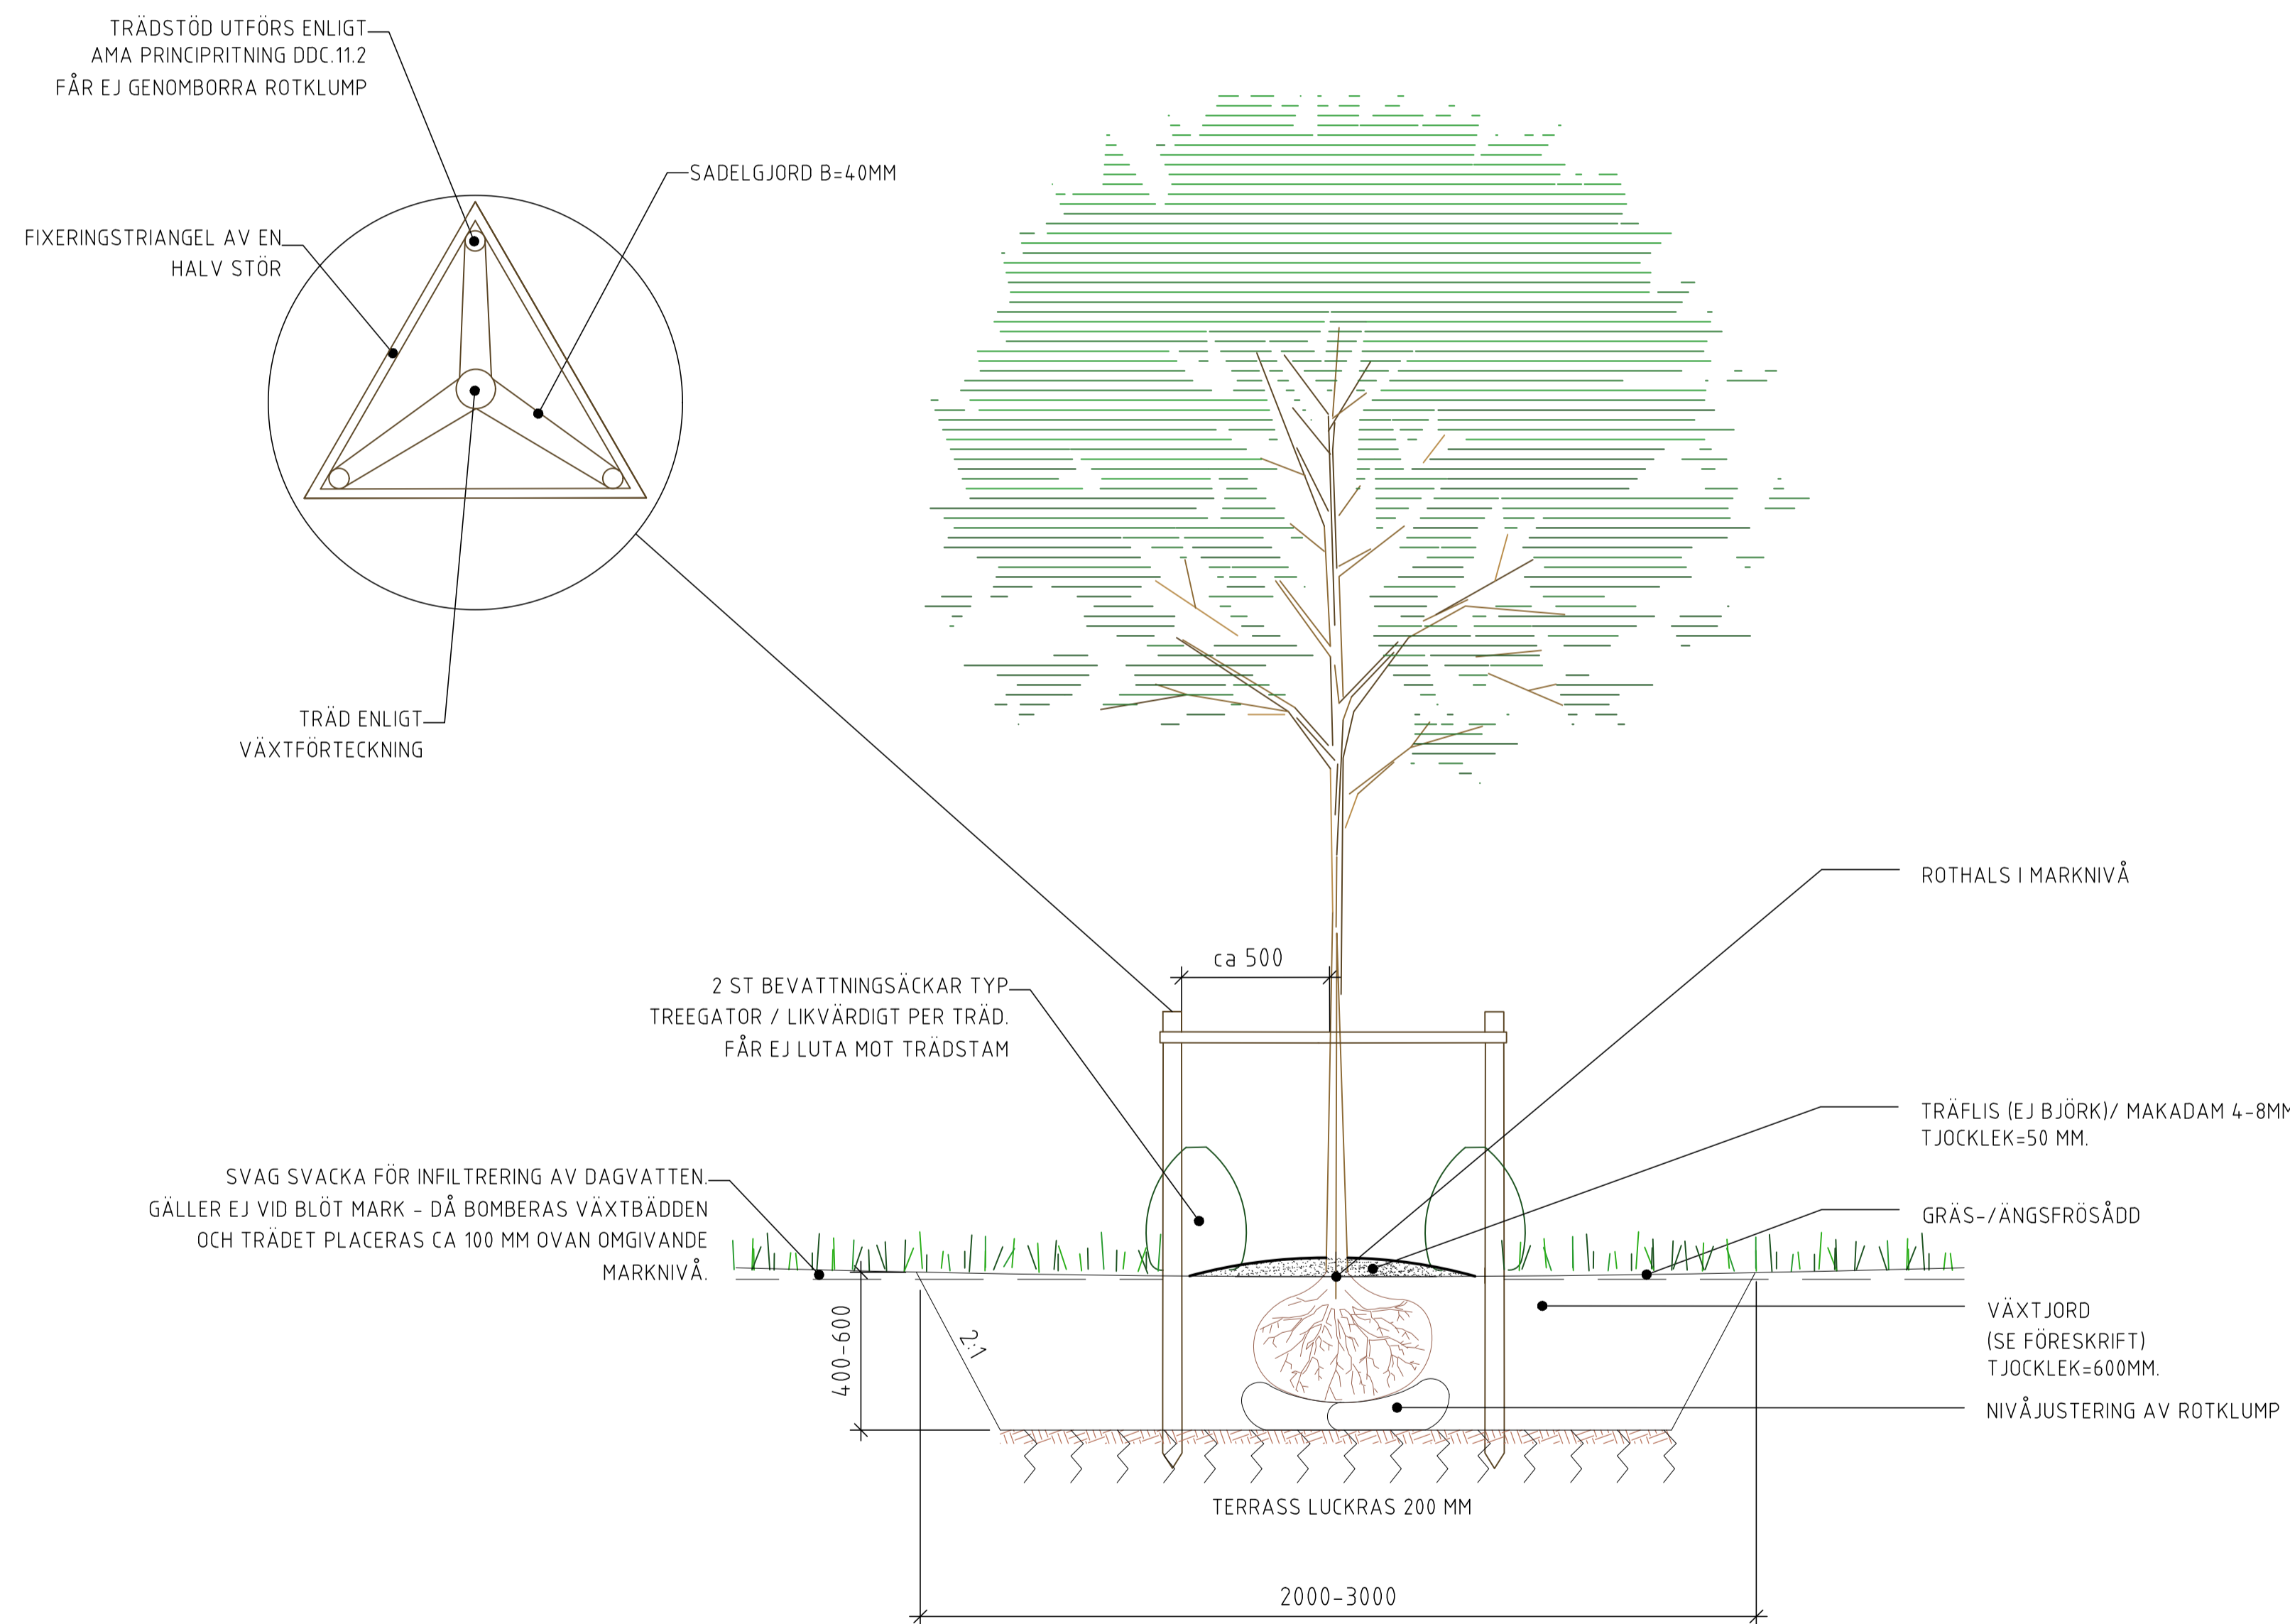 TRÄDSTÖD UTFÖRS ENLIGT
AMA PRINCIPRITNING DDC.11.2
FÅR EJ GENOMBORRA ROTKLUMP
SADELGJORD B=40MM
FIXERINGSTRIANGEL AV EN
HALV STÖR
TRÄD ENLIGT
VÄXTFÖRTECKNING
ROTHALS I MARKNIVÅ
ca 500
2 ST BEVATTNINGSÄCKAR TYP
TREEGATOR / LIKVÄRDIGT PER TRÄD.
FÅR EJ LUTA MOT TRÄDSTAM
TRÄFLIS (EJ BJÖRK)/ MAKADAM 4-8MM
TJOCKLEK=50 MM.
SVAG SVACKA FÖR INFILTRERING AV DAGVATTEN.
GÄLLER EJ VID BLÖT MARK - DÅ BOMBERAS VÄXTBÄDDEN
OCH TRÄDET PLACERAS CA 100 MM OVAN OMGIVANDE
MARKNIVÅ.
GRÄS-/ÄNGSFRÖSÅDD
400-600
2:1
VÄXTJORD
(SE FÖRESKRIFT)
TJOCKLEK=600MM.
NIVÅJUSTERING AV ROTKLUMP
TERRASS LUCKRAS 200 MM
2000-3000